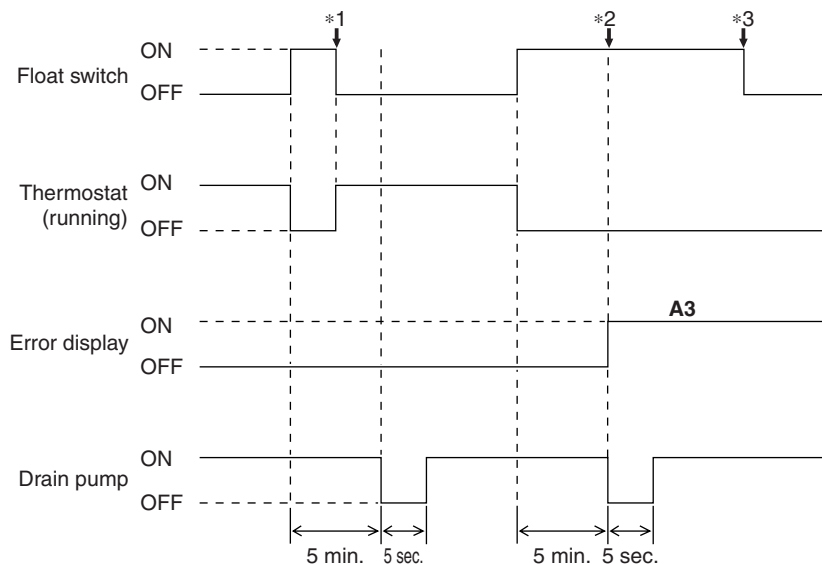 *1 *2 *3
ON
Float switch
OFF
ON
Thermostat
(running)
OFF
A3
ON
Error display
OFF
ON
Drain pump
OFF
5 min. 5 sec. 5 min. 5 sec.